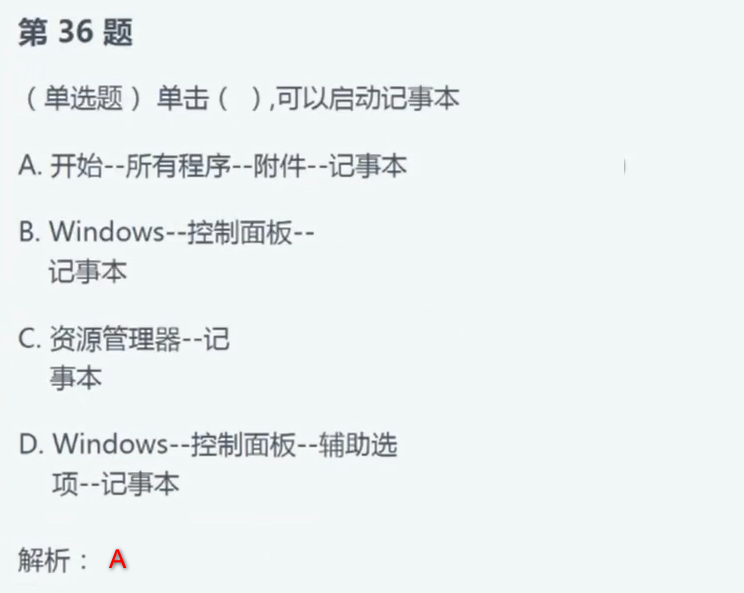 第 36 题
（单选题） 单击（  ）,可以启动记事本
A. 开始--所有程序--附件--记事本
B. Windows--控制面板--
记事本
C. 资源管理器--记
事本
D. Windows--控制面板--辅助选
项--记事本
解析： A